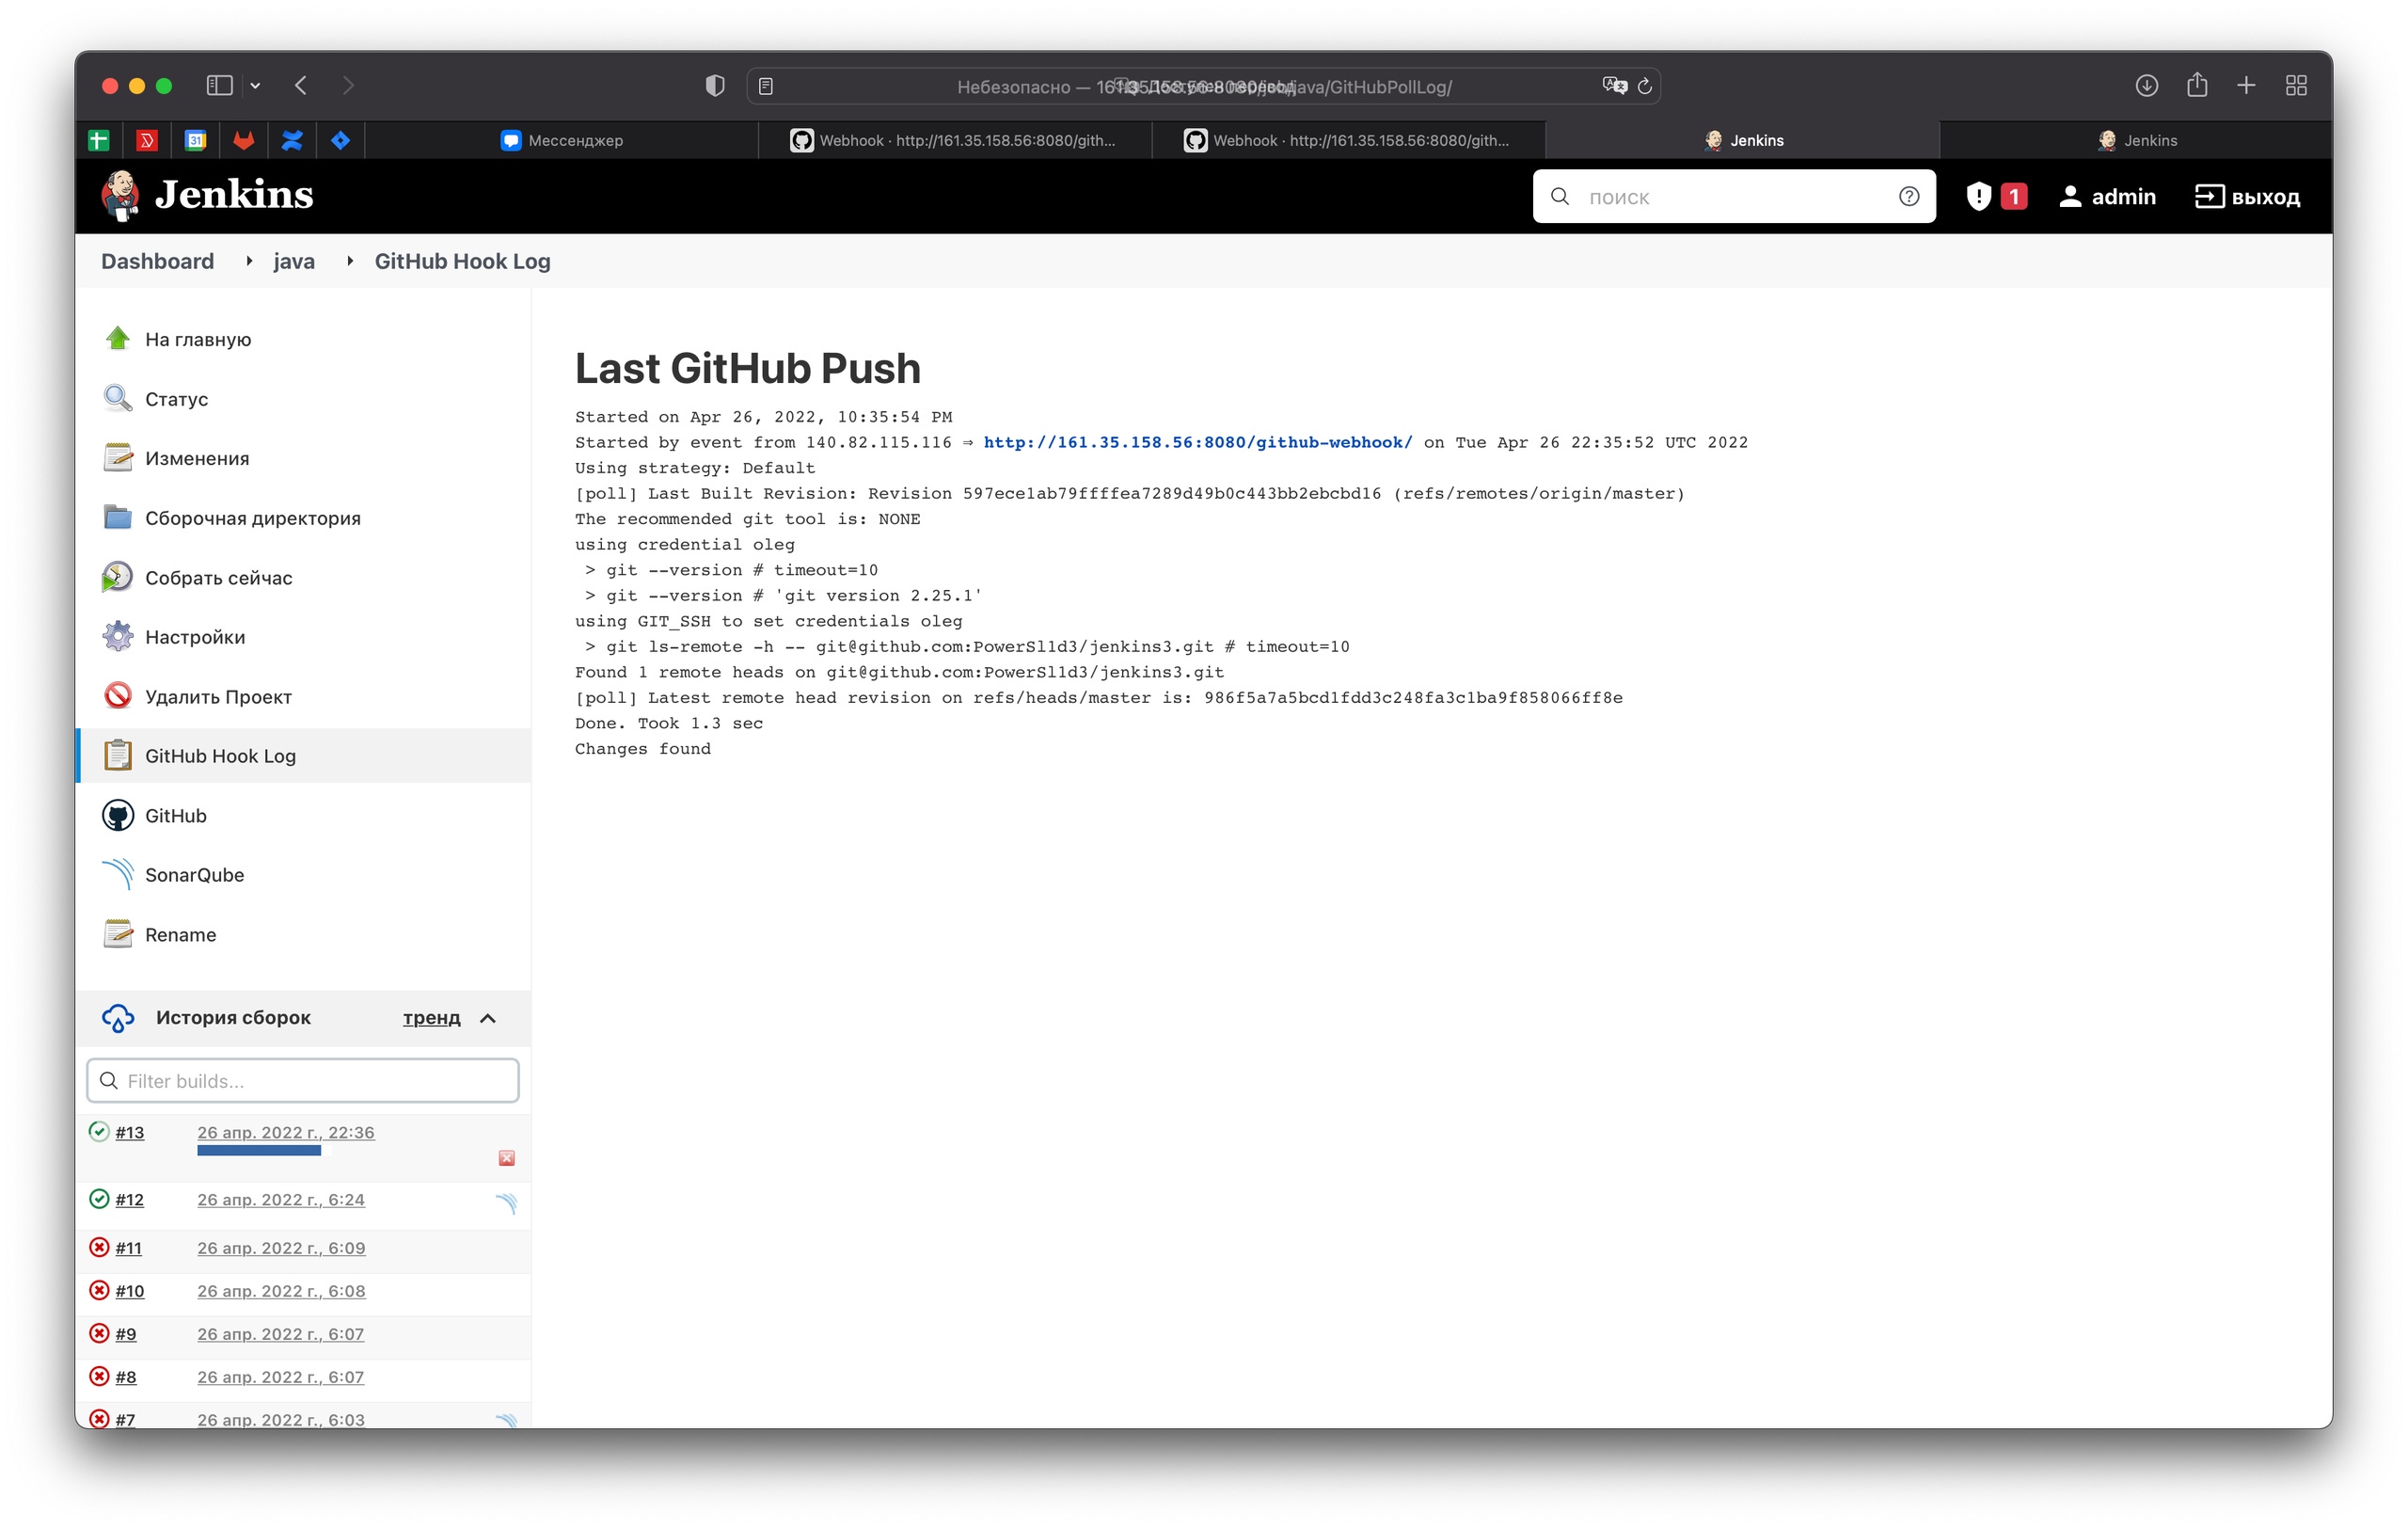 Небезопасно —
Мессенджер
Webhook · http://161.35.158.56:8080/gith...
Webhook · http://161.35.158.56:8080/gith...
Jenkins
Jenkins
31
Jenkins
поиск
1
admin
выход
Dashboard
java
GitHub Hook Log
На главную
Статус
Изменения
Сборочная директория
Собрать сейчас
Настройки
Удалить Проект
GitHub Hook Log
GitHub
SonarQube
Rename
История сборок
тренд
Filter builds...
#13 26 апр. 2022 г., 22:36
#12 26 апр. 2022 г., 6:24
#11 26 апр. 2022 г., 6:09
#10 26 апр. 2022 г., 6:08
#9 26 апр. 2022 г., 6:07
#8 26 апр. 2022 г., 6:07
#7 26 апр. 2022 г., 6:03
Last GitHub Push
Started on Apr 26, 2022, 10:35:54 PM
Started by event from 140.82.115.116 ⇒ http://161.35.158.56:8080/github-webhook/ on Tue Apr 26 22:35:52 UTC 2022
Using strategy: Default
[poll] Last Built Revision: Revision 597ece1ab79ffffea7289d49b0c443bb2ebcbd16 (refs/remotes/origin/master)
The recommended git tool is: NONE
using credential oleg
> git --version # timeout=10
> git --version # 'git version 2.25.1'
using GIT_SSH to set credentials oleg
> git ls-remote -h -- git@github.com:PowerSl1d3/jenkins3.git # timeout=10
Found 1 remote heads on git@github.com:PowerSl1d3/jenkins3.git
[poll] Latest remote head revision on refs/heads/master is: 986f5a7a5bcd1fdd3c248fa3c1ba9f858066ff8e
Done. Took 1.3 sec
Changes found